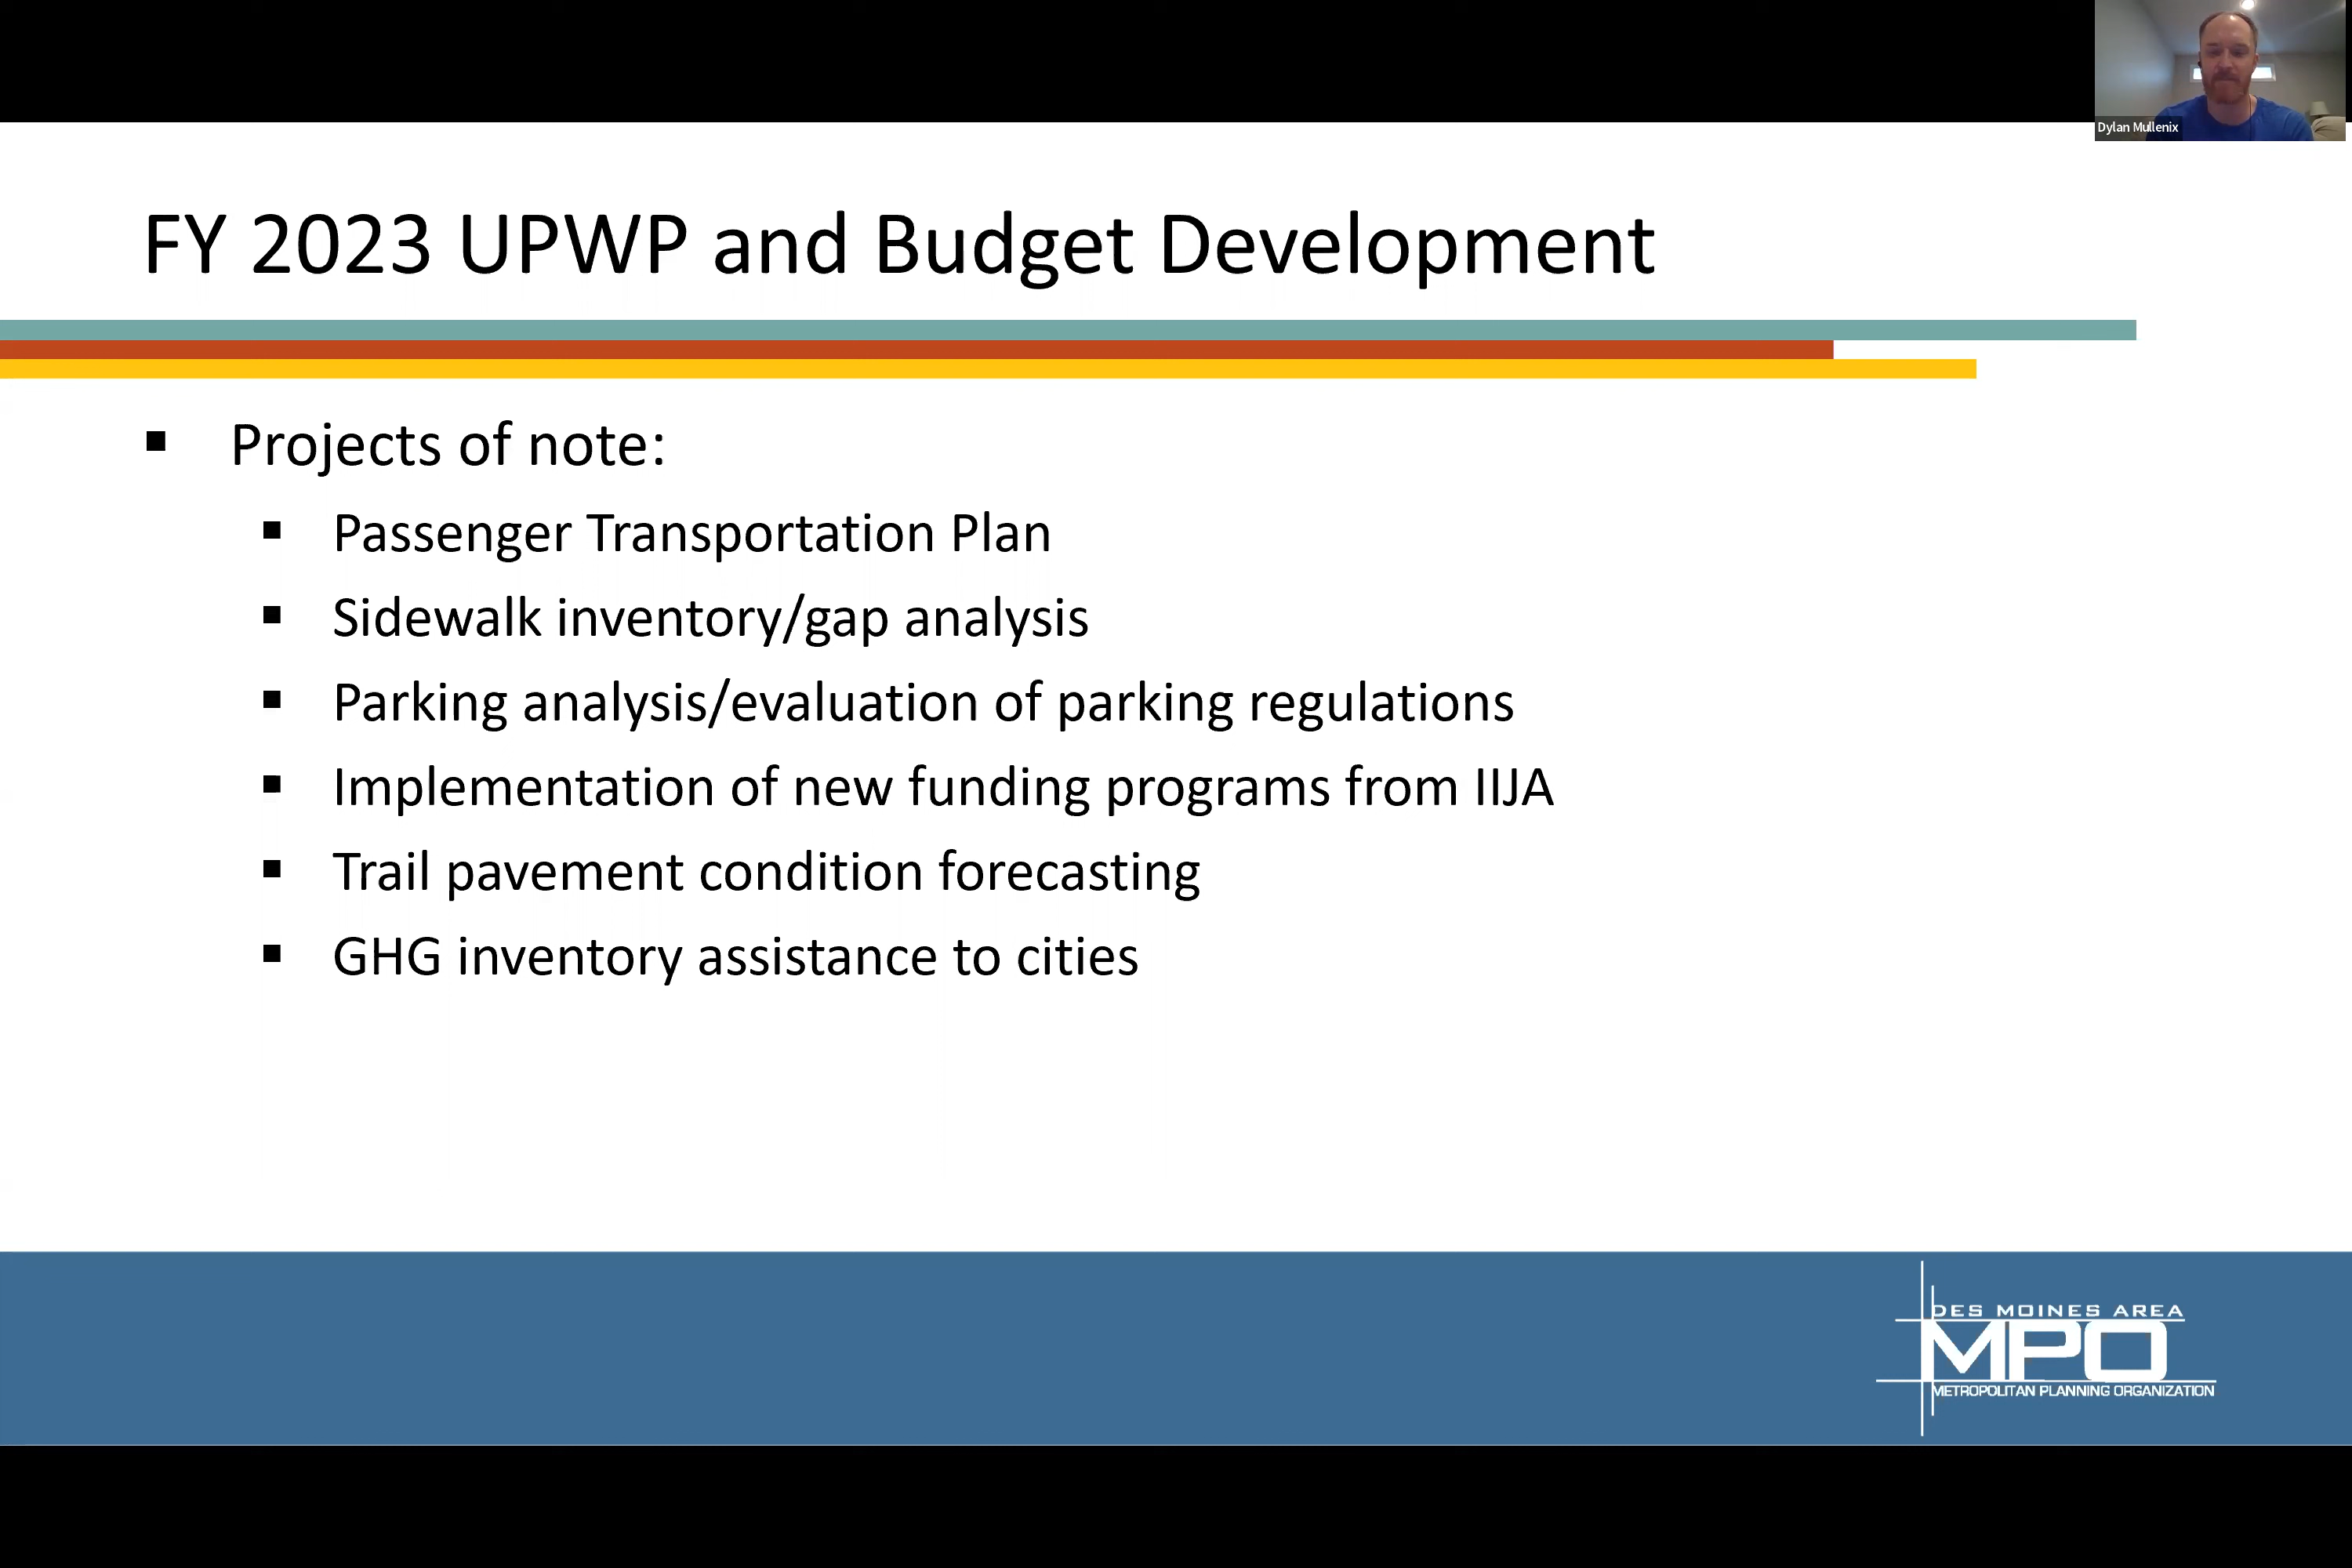 Dylan Mullenix
FY 2023 UPWP and Budget Development
Projects of note:
Passenger Transportation Plan
Sidewalk inventory/gap analysis
Parking analysis/evaluation of parking regulations
Implementation of new funding programs from IIJA
Trail pavement condition forecasting
GHG inventory assistance to cities
DES MOINES AREA
MPO
METROPOLITAN PLANNING ORGANIZATION